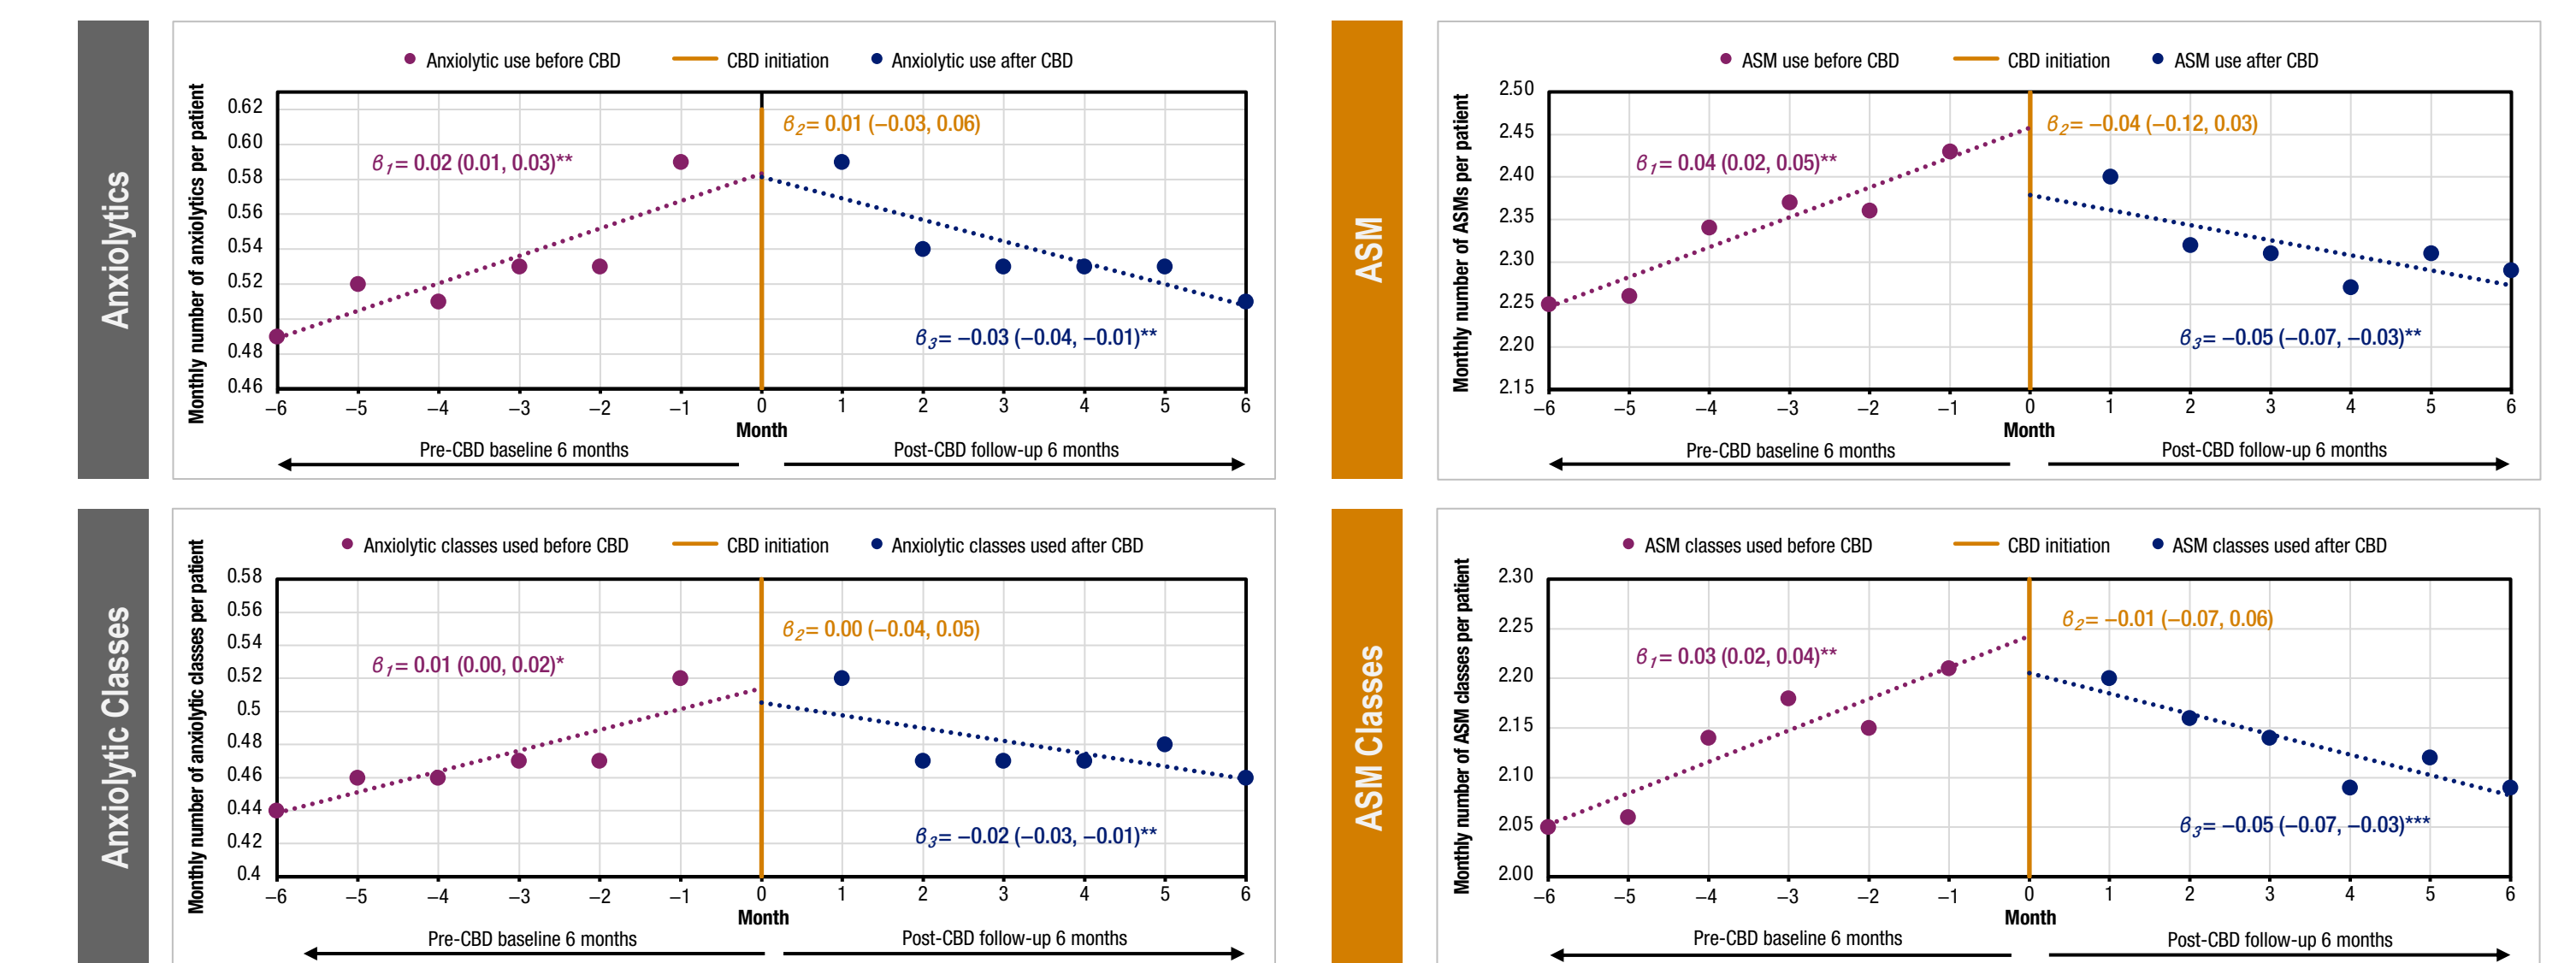 Anxiolytics
Anxiolytic use before CBD CBD initiation Anxiolytic use after CBD
Monthly number of anxiolytics per patient
0.62
0.60
0.58
0.56
0.54
0.52
0.50
0.48
0.46
β1= 0.02 (0.01, 0.03)**
β2= 0.01 (−0.03, 0.06)
β3= −0.03 (−0.04, −0.01)**
−6 −5 −4 −3 −2 −1 0 1 2 3 4 5 6
Month
Pre-CBD baseline 6 months Post-CBD follow-up 6 months
ASM
ASM use before CBD CBD initiation ASM use after CBD
Monthly number of ASMs per patient
2.50
2.45
2.40
2.35
2.30
2.25
2.20
2.15
β1= 0.04 (0.02, 0.05)**
β2= −0.04 (−0.12, 0.03)
β3= −0.05 (−0.07, −0.03)**
−6 −5 −4 −3 −2 −1 0 1 2 3 4 5 6
Month
Pre-CBD baseline 6 months Post-CBD follow-up 6 months
Anxiolytic Classes
Anxiolytic classes used before CBD CBD initiation Anxiolytic classes used after CBD
Monthly number of anxiolytic classes per patient
0.58
0.56
0.54
0.52
0.5
0.48
0.46
0.44
0.42
0.4
β1= 0.01 (0.00, 0.02)*
β2= 0.00 (−0.04, 0.05)
β3= −0.02 (−0.03, −0.01)**
−6 −5 −4 −3 −2 −1 0 1 2 3 4 5 6
Month
Pre-CBD baseline 6 months Post-CBD follow-up 6 months
ASM Classes
ASM classes used before CBD CBD initiation ASM classes used after CBD
Monthly number of ASM classes per patient
2.30
2.25
2.20
2.15
2.10
2.05
2.00
β1= 0.03 (0.02, 0.04)**
β2= −0.01 (−0.07, 0.06)
β3= −0.05 (−0.07, −0.03)***
−6 −5 −4 −3 −2 −1 0 1 2 3 4 5 6
Month
Pre-CBD baseline 6 months Post-CBD follow-up 6 months